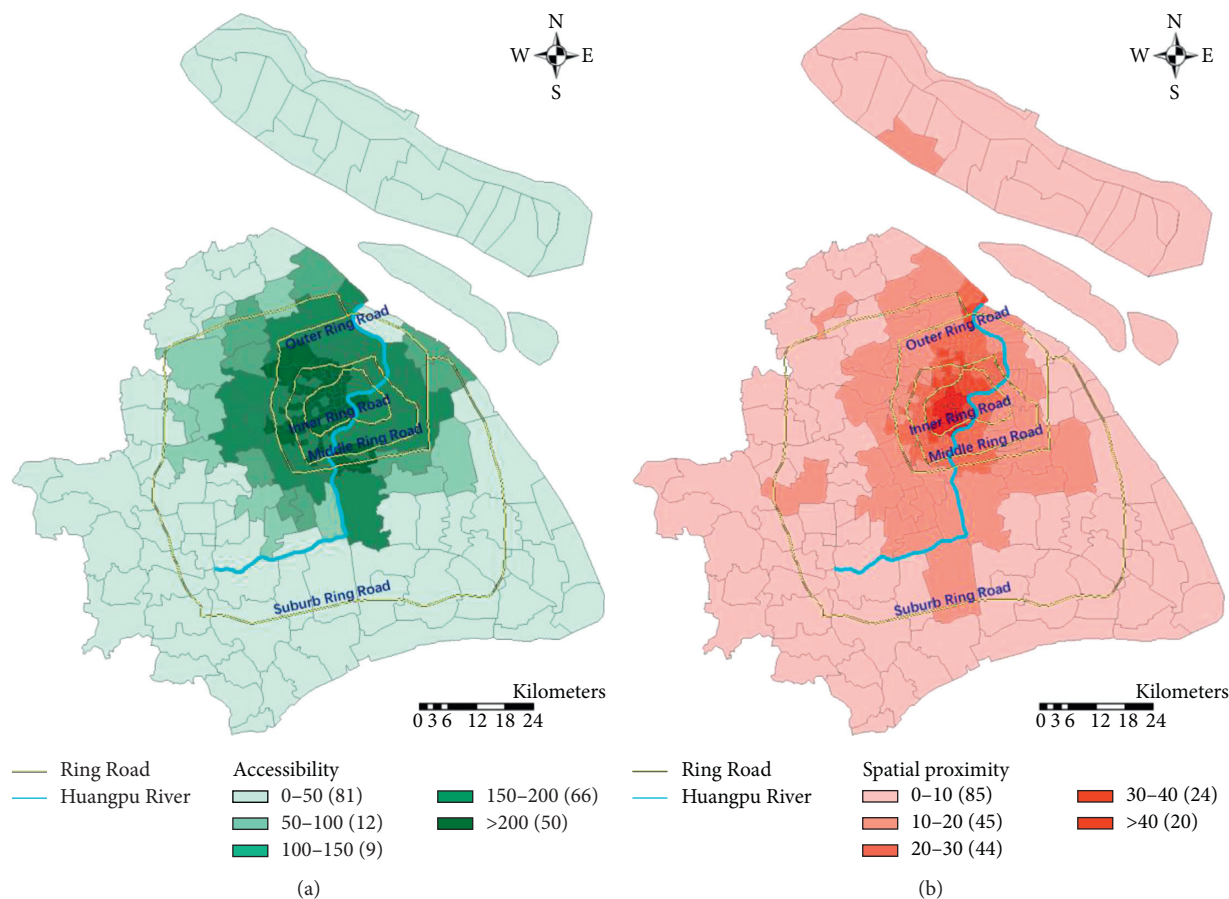 N
W E
S
Outer Ring Road
Inner Ring Road
Middle Ring Road
Suburb Ring Road
Kilometers
0 3 6 12 18 24
Ring Road
Huangpu River
Accessibility
0–50 (81)
50–100 (12)
100–150 (9)
150–200 (66)
>200 (50)
(a)
N
W E
S
Outer Ring Road
Inner Ring Road
Middle Ring Road
Suburb Ring Road
Kilometers
0 3 6 12 18 24
Ring Road
Huangpu River
Spatial proximity
0–10 (85)
10–20 (45)
20–30 (44)
30–40 (24)
>40 (20)
(b)